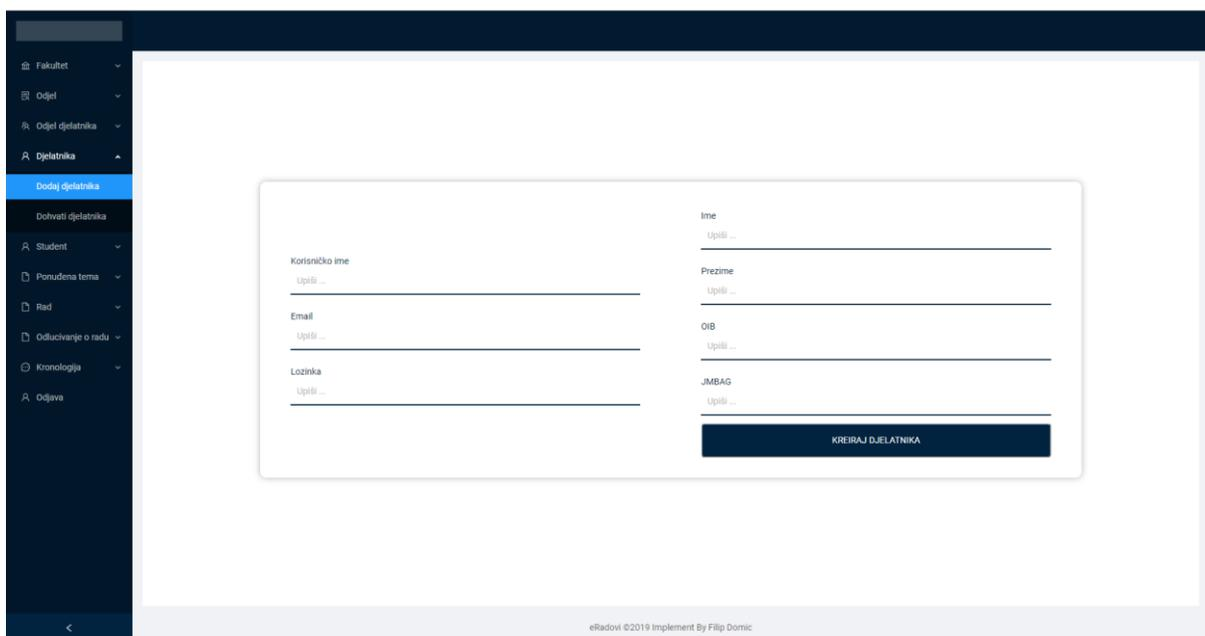 Fakultet
Odjel
Odjel djelatnika
Djelatnika
Dodaj djelatnika
Dohvati djelatnika
Student
Ponuđena tema
Rad
Odlucivanje o radu
Kronologija
Odjava
Korisničko ime
Upiši ...
Email
Upiši ...
Lozinka
Upiši ...
Ime
Upiši ...
Prezime
Upiši ...
OIB
Upiši ...
JMBAG
Upiši ...
KREIRAJ DJELATNIKA
eRadovi ©2019 Implement By Filip Domic